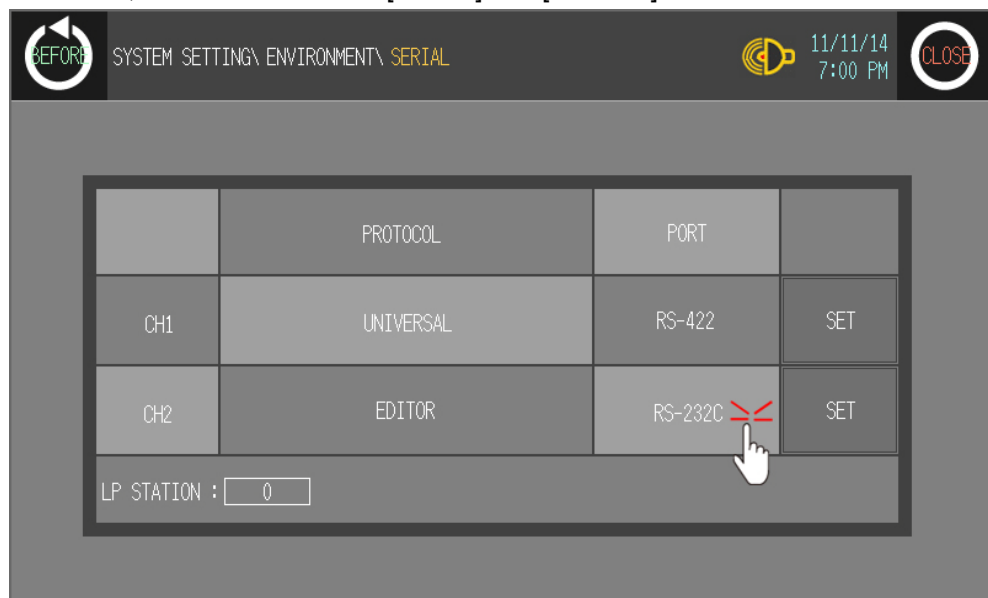 BEFORE
SYSTEM SETTING\ ENVIRONMENT\ SERIAL
11/11/14
7:00 PM
CLOSE
PROTOCOL PORT
CH1 UNIVERSAL RS-422 SET
CH2 EDITOR RS-232C SET
LP STATION : 0